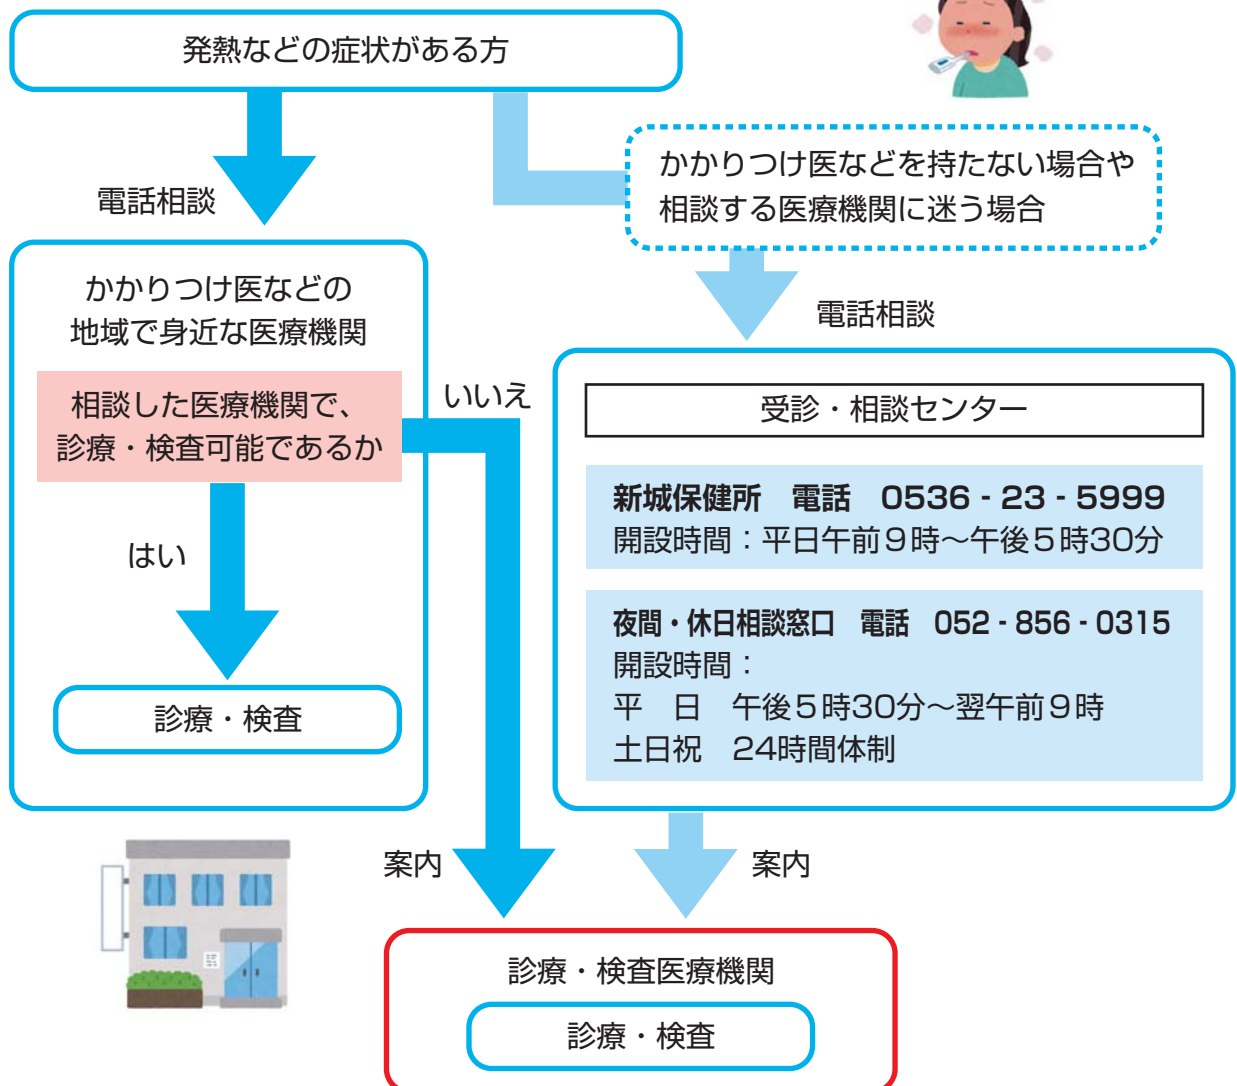 発熱などの症状がある方
かかりつけ医などを持たない場合や
相談する医療機関に迷う場合
電話相談
かかりつけ医などの
地域で身近な医療機関
相談した医療機関で、
診療・検査可能であるか
いいえ
はい
診療・検査
電話相談
受診・相談センター
新城保健所　電話　0536 - 23 - 5999
開設時間：平日午前９時〜午後５時30分
夜間・休日相談窓口　電話　052 - 856 - 0315
開設時間：
平　日　午後５時30分〜翌午前９時
土日祝　24時間体制
案内
案内
診療・検査医療機関
診療・検査